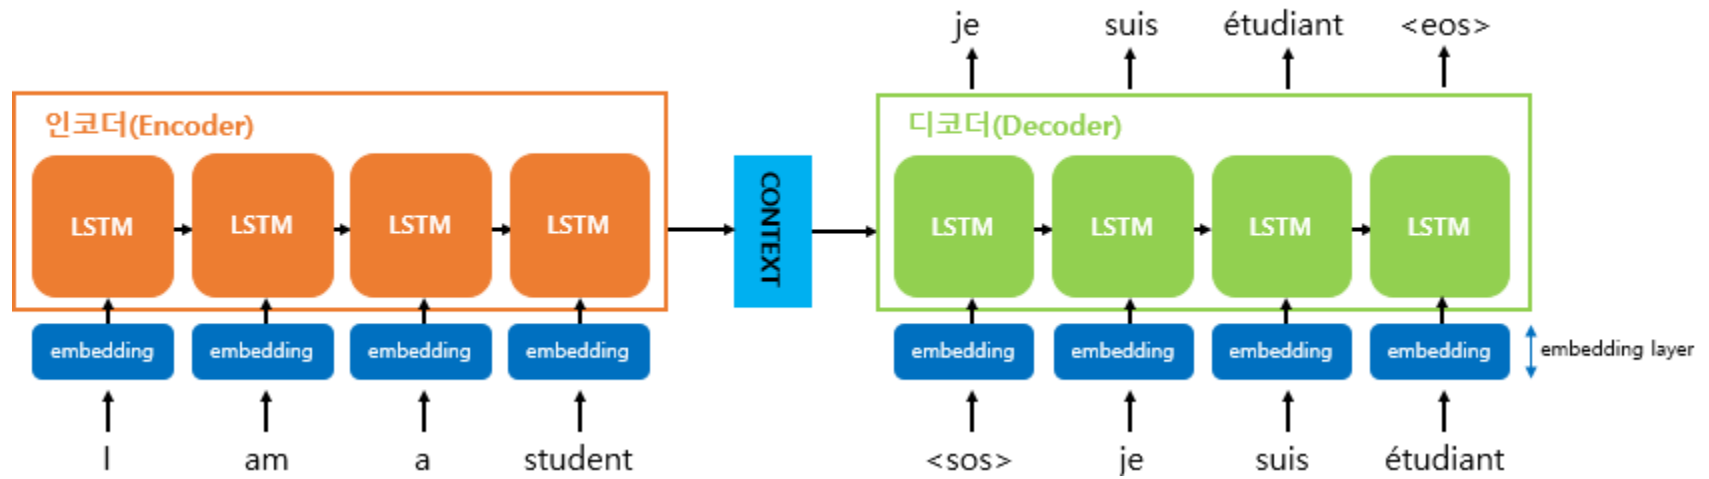 je suis étudiant <eos>
인코더(Encoder)
디코더(Decoder)
LSTM LSTM LSTM LSTM
CONTEXT
LSTM LSTM LSTM LSTM
embedding embedding embedding embedding
embedding embedding embedding embedding
embedding layer
I am a student
<sos> je suis étudiant